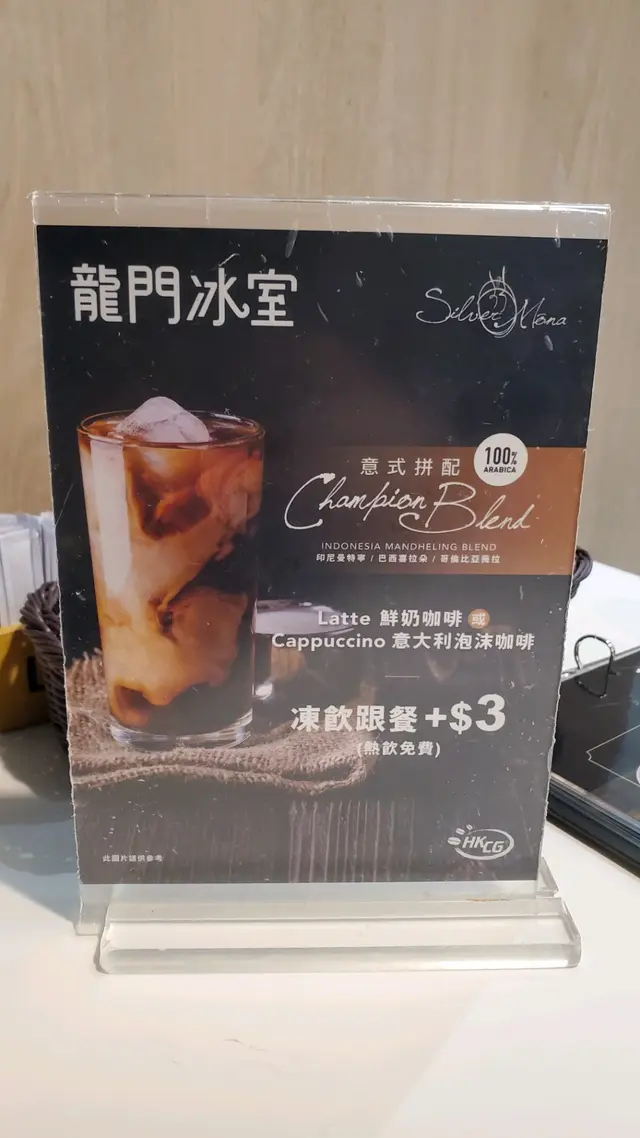 龍門冰室
Silver Mona
意式拼配
100%
ARABICA
Champion Blend
INDONESIA MANDHELING BLEND
印尼曼特寧 / 巴西喜拉朵 / 哥倫比亞薇拉
Latte 鮮奶咖啡 或
Cappuccino 意大利泡沫咖啡
凍飲跟餐+$3
(熱飲免費)
HKCG
此圖片謹供參考